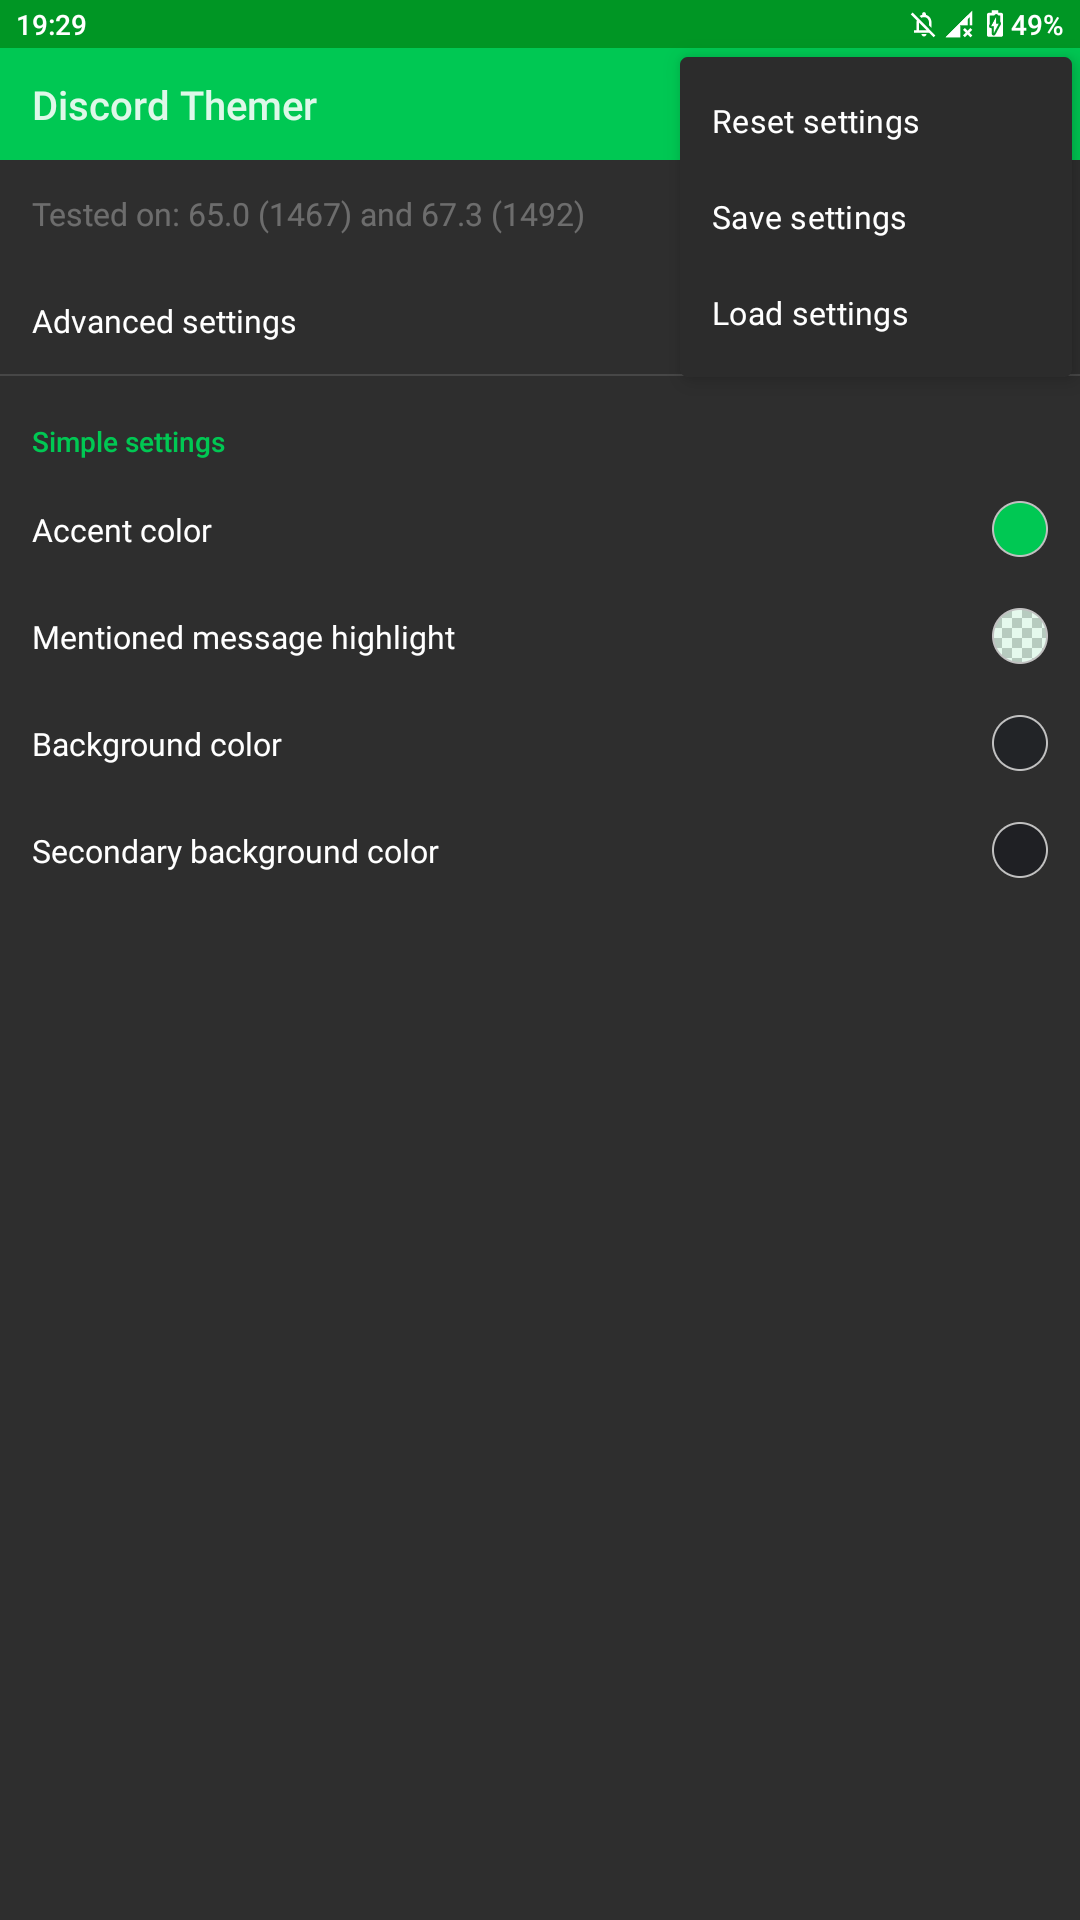 19:29
49%
Discord Themer
Reset settings
Save settings
Load settings
Tested on: 65.0 (1467) and 67.3 (1492)
Advanced settings
Simple settings
Accent color
Mentioned message highlight
Background color
Secondary background color